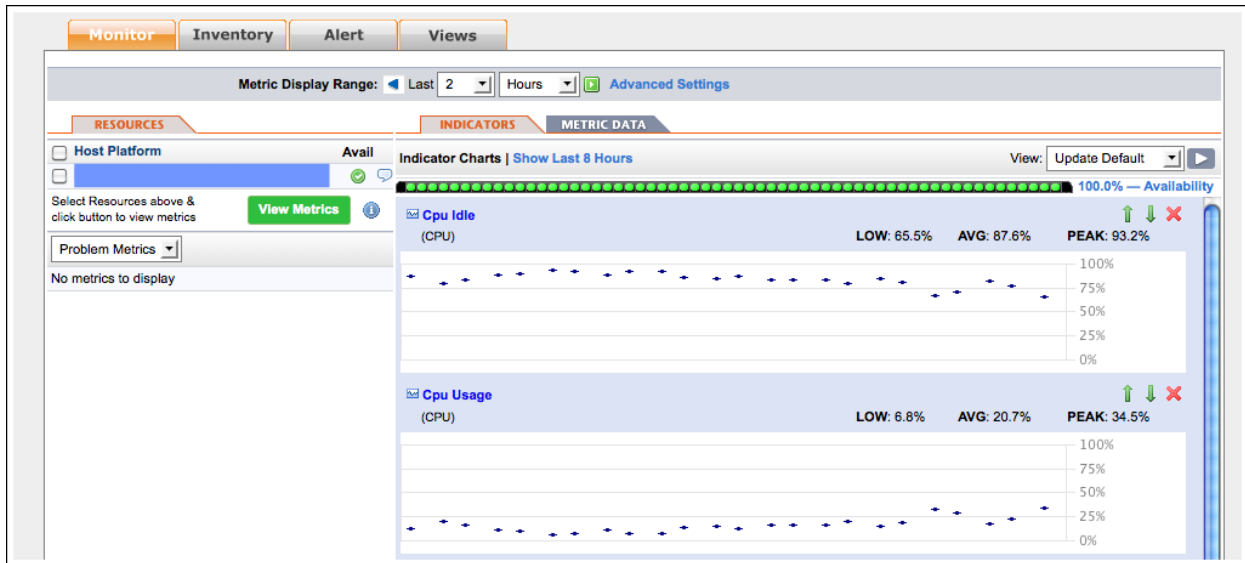 Monitor Inventory Alert Views
Metric Display Range: Last 2 Hours Advanced Settings
RESOURCES
Host Platform Avail
Select Resources above &
click button to view metrics
View Metrics
Problem Metrics
No metrics to display
INDICATORS METRIC DATA
Indicator Charts | Show Last 8 Hours View: Update Default
100.0% — Availability
Cpu Idle
(CPU) LOW: 65.5% AVG: 87.6% PEAK: 93.2%
100%
75%
50%
25%
0%
Cpu Usage
(CPU) LOW: 6.8% AVG: 20.7% PEAK: 34.5%
100%
75%
50%
25%
0%